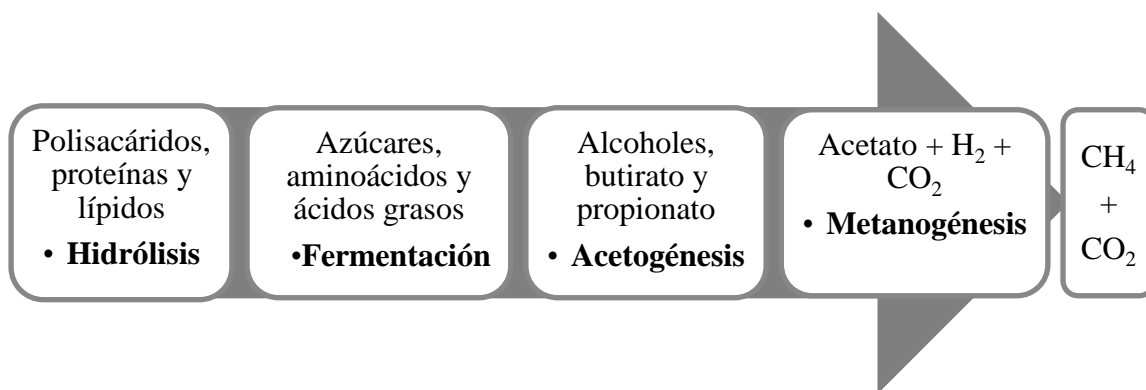 Polisacáridos,
proteínas y
lípidos
• Hidrólisis
Azúcares,
aminoácidos y
ácidos grasos
•Fermentación
Alcoholes,
butirato y
propionato
• Acetogénesis
Acetato + H₂ +
CO₂
• Metanogénesis
CH₄
+
CO₂